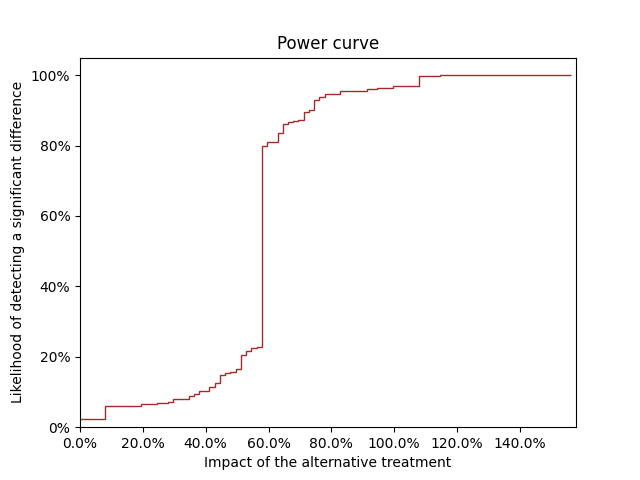 Power curve
Likelihood of detecting a significant difference
100%
80%
60%
40%
20%
0%
0.0% 20.0% 40.0% 60.0% 80.0% 100.0% 120.0% 140.0%
Impact of the alternative treatment